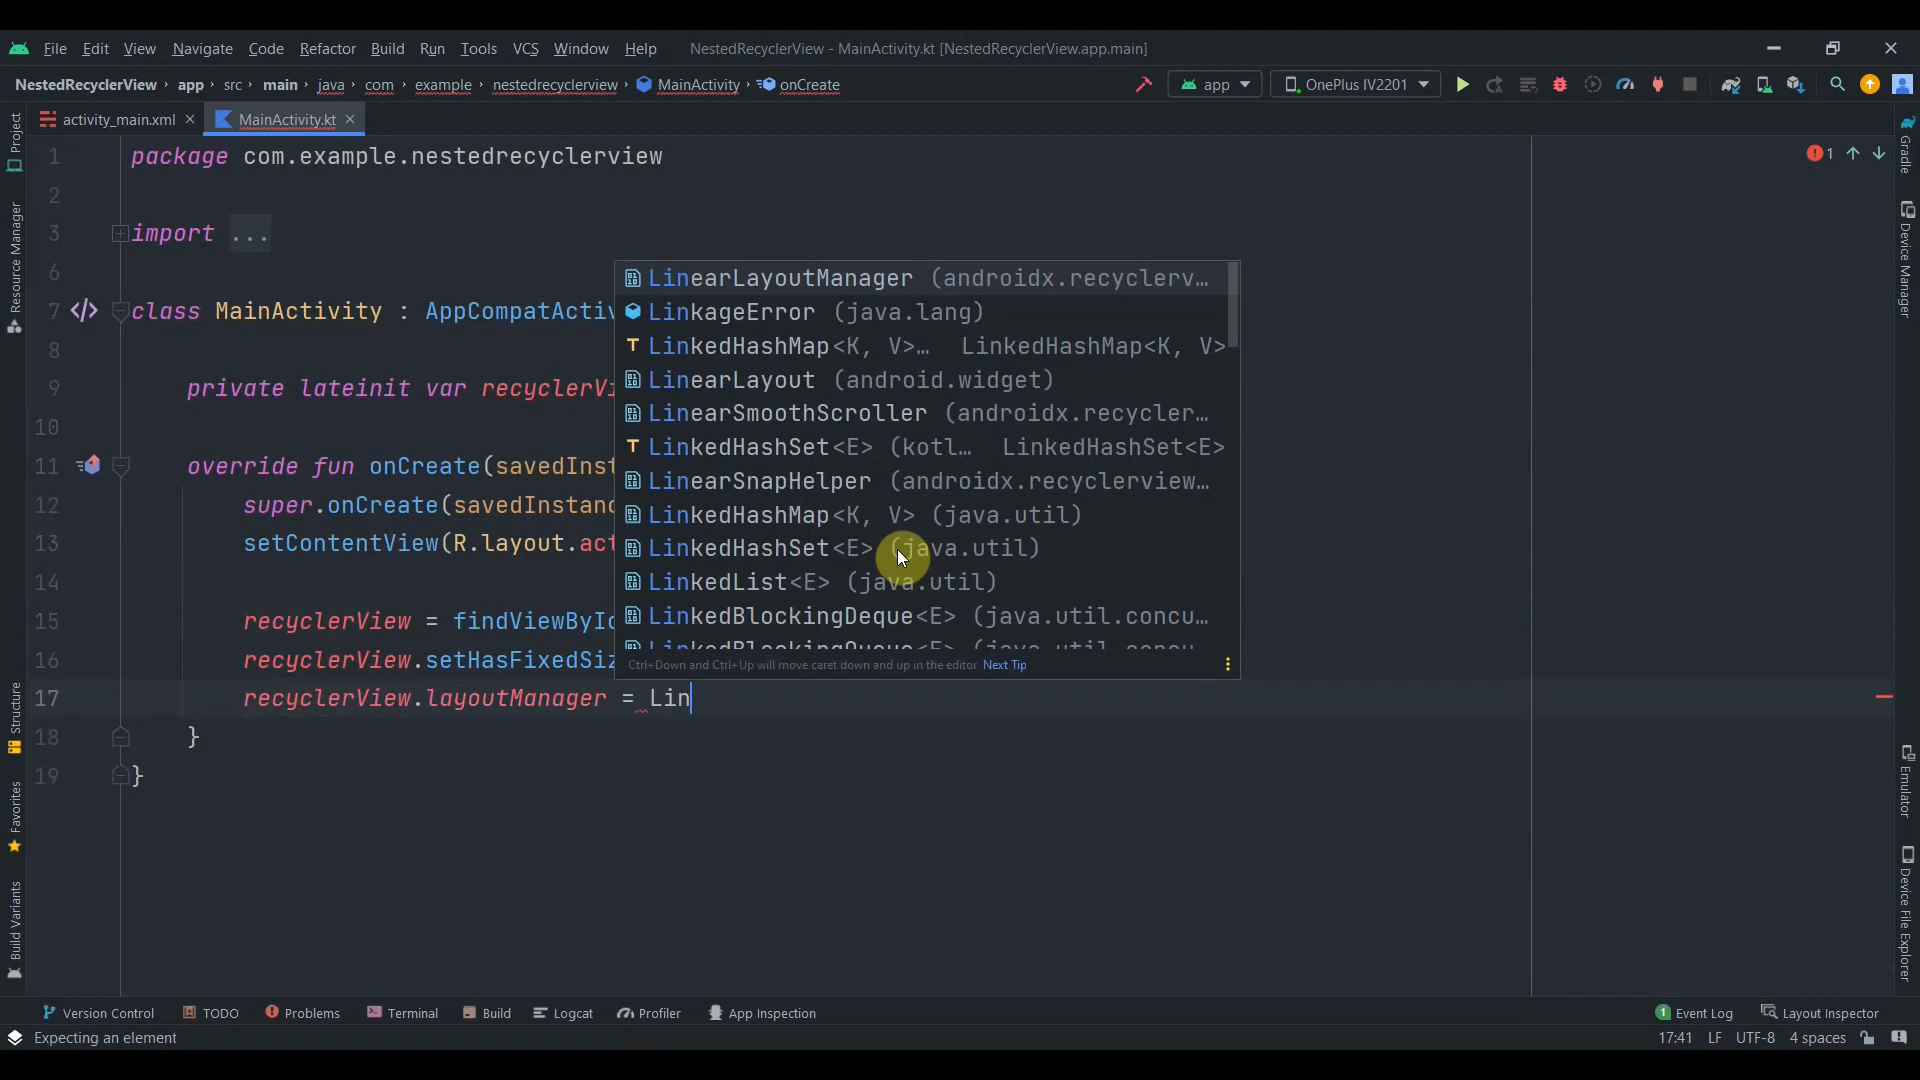 File Edit View Navigate Code Refactor Build Run Tools VCS Window Help NestedRecyclerView - MainActivity.kt [NestedRecyclerView.app.main]
NestedRecyclerView app src main java com example nestedrecyclerview MainActivity onCreate app OnePlus IV2201
activity_main.xml MainActivity.kt
Project
Resource Manager
Structure
Favorites
Build Variants
1 package com.example.nestedrecyclerview
1
2
3 import ...
6
7 class MainActivity : AppCompatActiv
8
9 private lateinit var recyclerVi
10
11 override fun onCreate(savedInst
12 super.onCreate(savedInstanc
13 setContentView(R.layout.act
14
15 recyclerView = findViewById
16 recyclerView.setHasFixedSiz
17 recyclerView.layoutManager = Lin
18 }
19 }
LinearLayoutManager (androidx.recyclerv...
LinkageError (java.lang)
LinkedHashMap<K, V>... LinkedHashMap<K, V>
LinearLayout (android.widget)
LinearSmoothScroller (androidx.recycler...
LinkedHashSet<E> (kotl... LinkedHashSet<E>
LinearSnapHelper (androidx.recyclerview...
LinkedHashMap<K, V> (java.util)
LinkedHashSet<E> (java.util)
LinkedList<E> (java.util)
LinkedBlockingDeque<E> (java.util.concu...
LinkedBlockingQueue<E> (java.util.concu...
Ctrl+Down and Ctrl+Up will move caret down and up in the editor Next Tip
Gradle
Device Manager
Emulator
Device File Explorer
Version Control TODO Problems Terminal Build Logcat Profiler App Inspection 1 Event Log Layout Inspector
Expecting an element 17:41 LF UTF-8 4 spaces